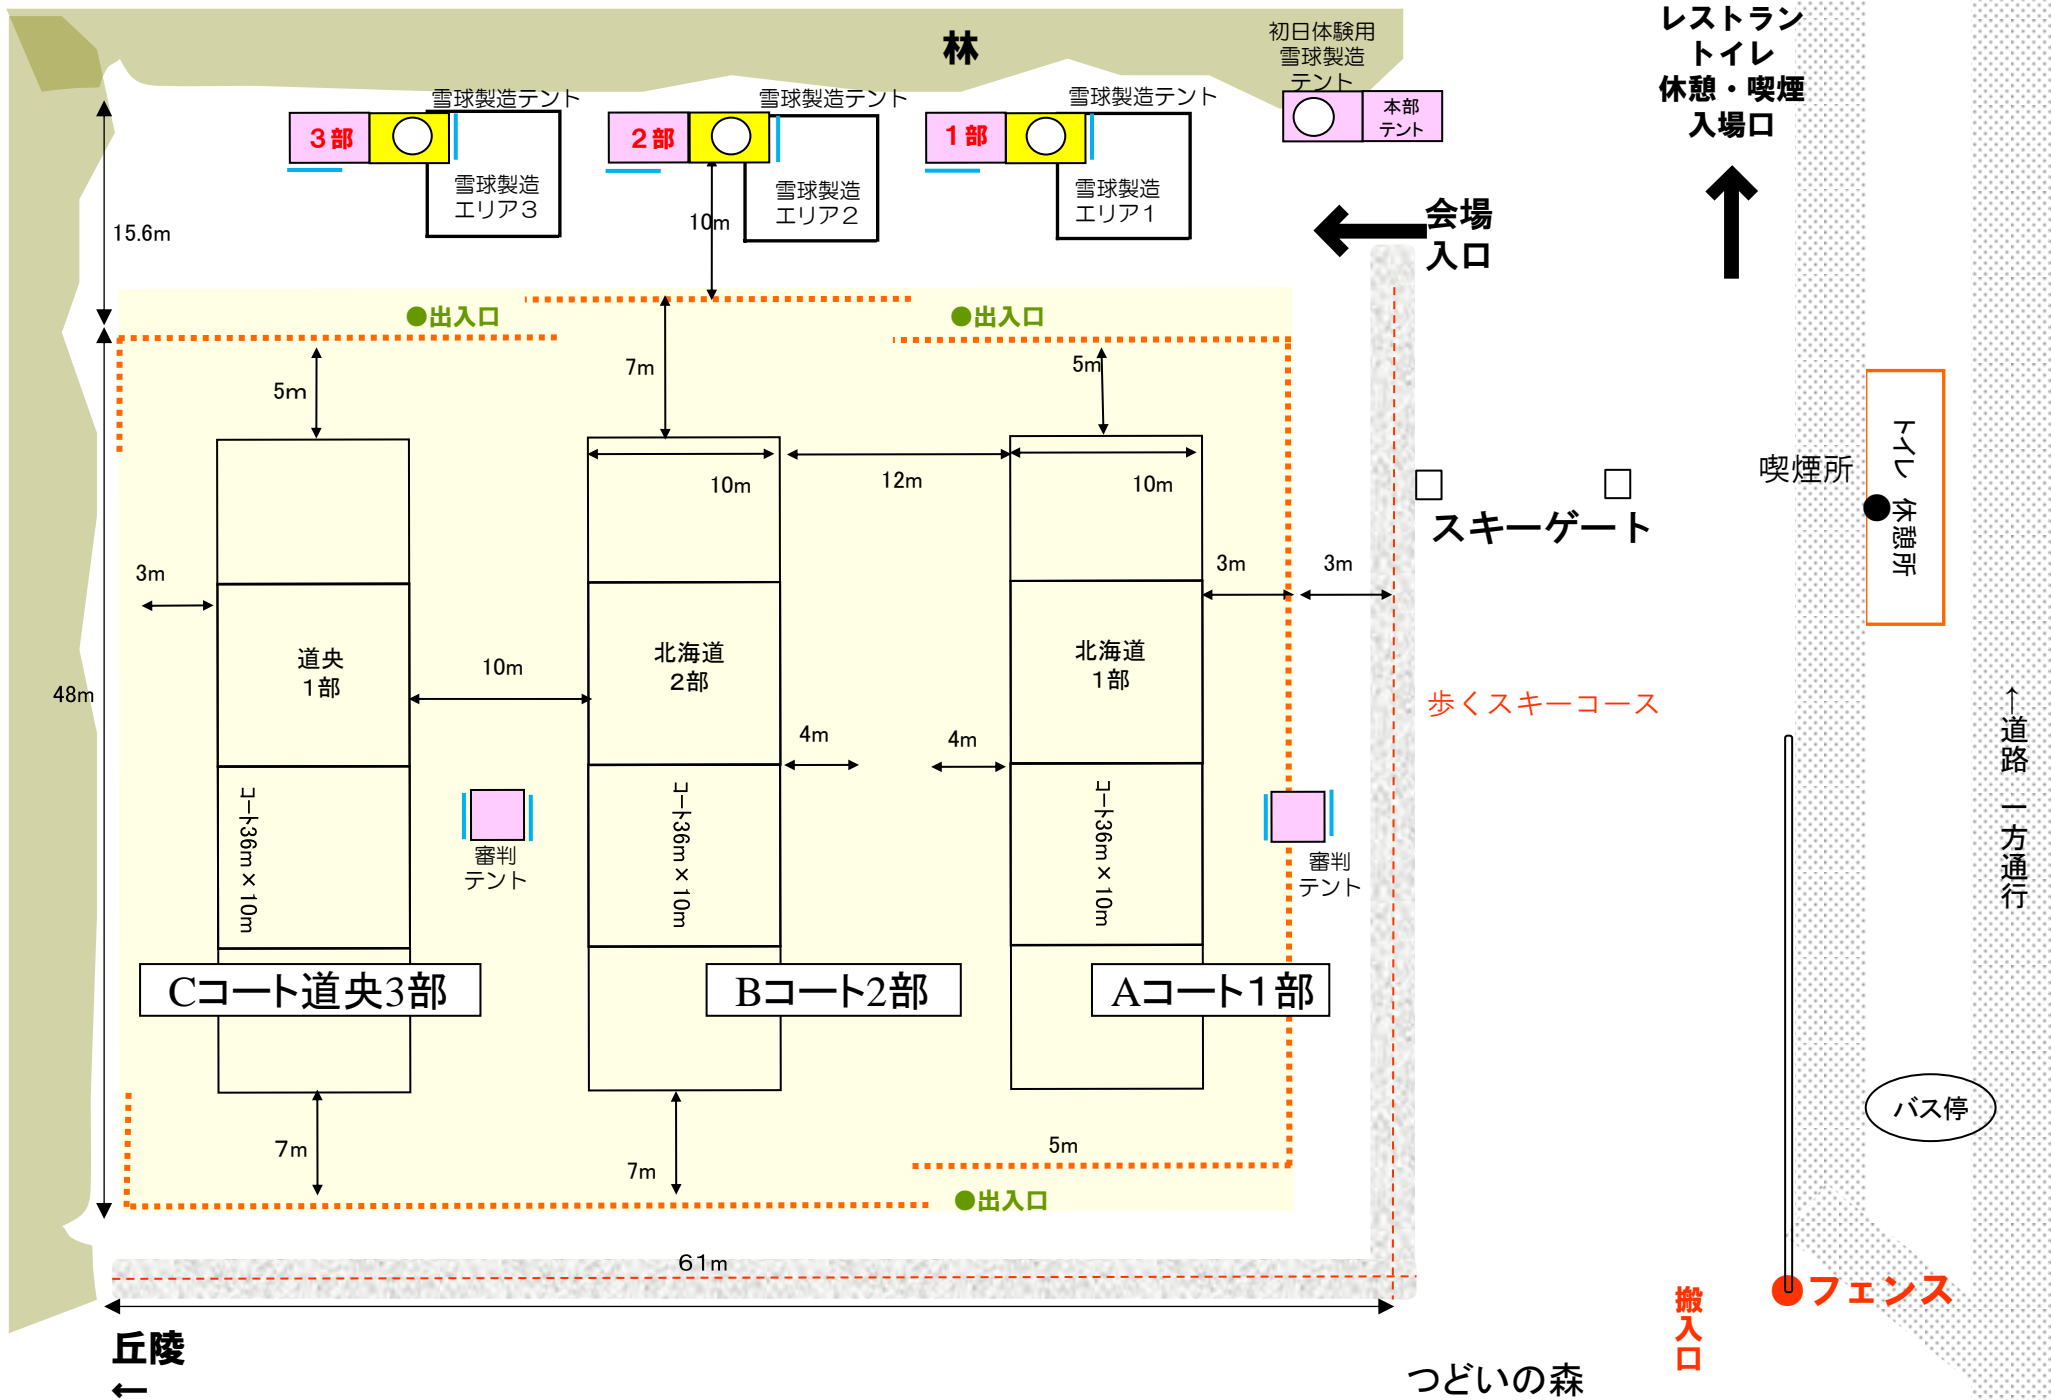 林
初日体験用
雪球製造
テント
レストラン
トイレ
休憩・喫煙
入場口
雪球製造テント
雪球製造テント
雪球製造テント
3部
2部
1部
本部
テント
雪球製造
エリア3
雪球製造
エリア2
雪球製造
エリア1
会場
入口
15.6m
10m
●出入口
●出入口
5m
7m
5m
10m
12m
10m
喫煙所
トイレ 休憩所
スキーゲート
3m
3m
3m
道央
1部
10m
北海道
2部
北海道
1部
48m
4m
4m
歩くスキーコース
↑道路 一方通行
コート36m×10m
コート36m×10m
コート36m×10m
審判
テント
審判
テント
Cコート道央3部
Bコート2部
Aコート1部
バス停
7m
7m
5m
●出入口
61m
搬入口
フェンス
丘陵
←
つどいの森